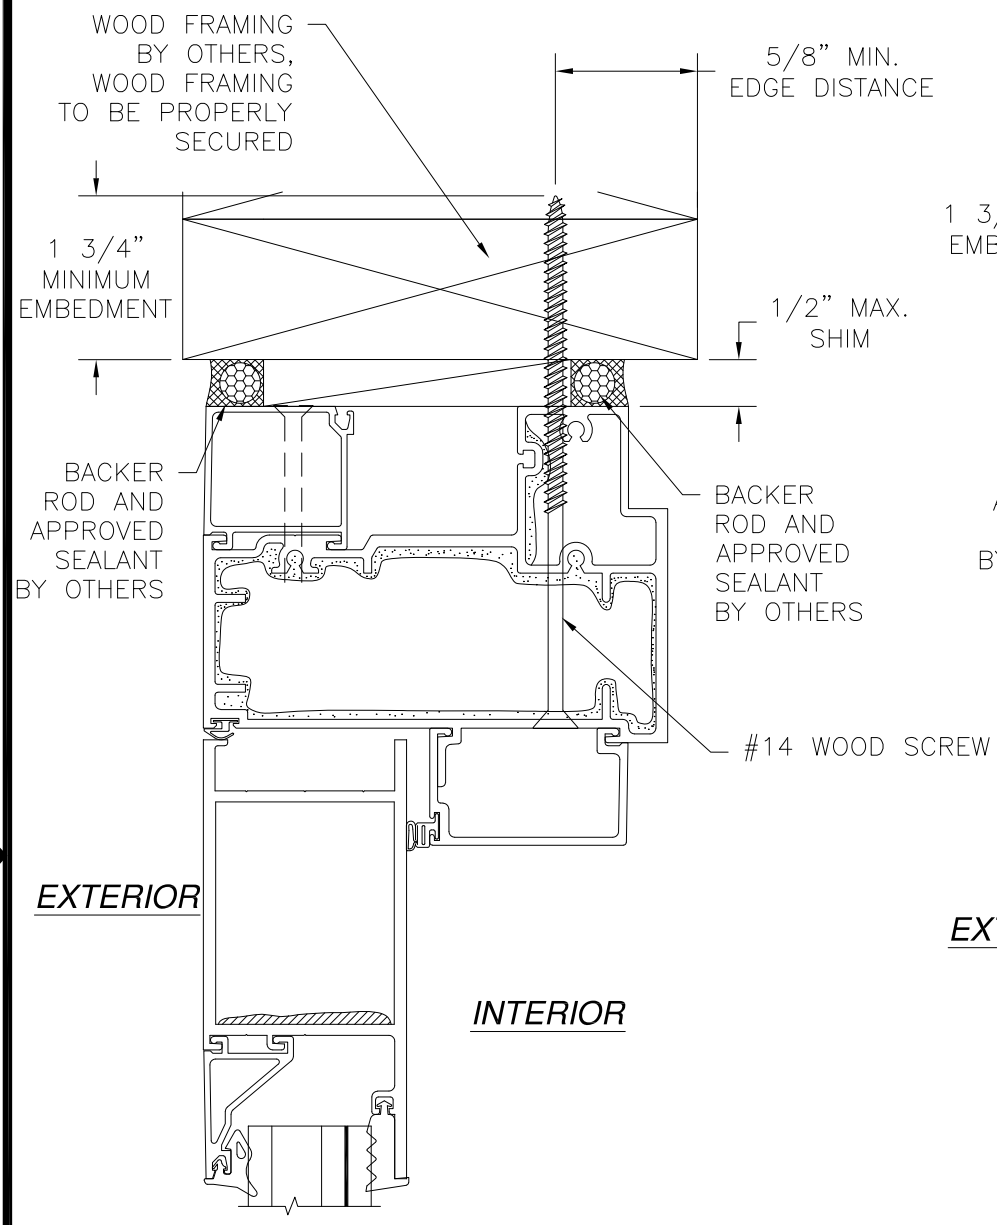 WOOD FRAMING
BY OTHERS,
WOOD FRAMING
TO BE PROPERLY
SECURED
5/8" MIN.
EDGE DISTANCE
1 3/4"
MINIMUM
EMBEDMENT
1/2" MAX.
SHIM
BACKER
ROD AND
APPROVED
SEALANT
BY OTHERS
BACKER
ROD AND
APPROVED
SEALANT
BY OTHERS
#14 WOOD SCREW
EXTERIOR
INTERIOR
1 3/